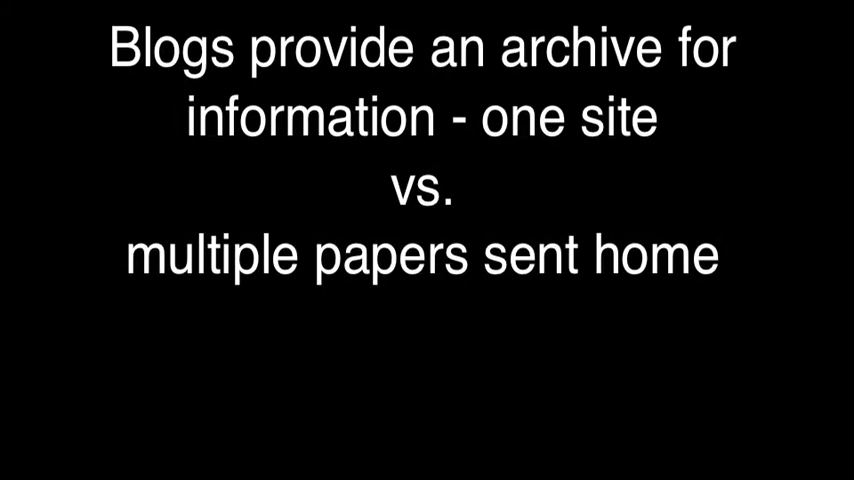 Blogs provide an archive for
information - one site
vs.
multiple papers sent home